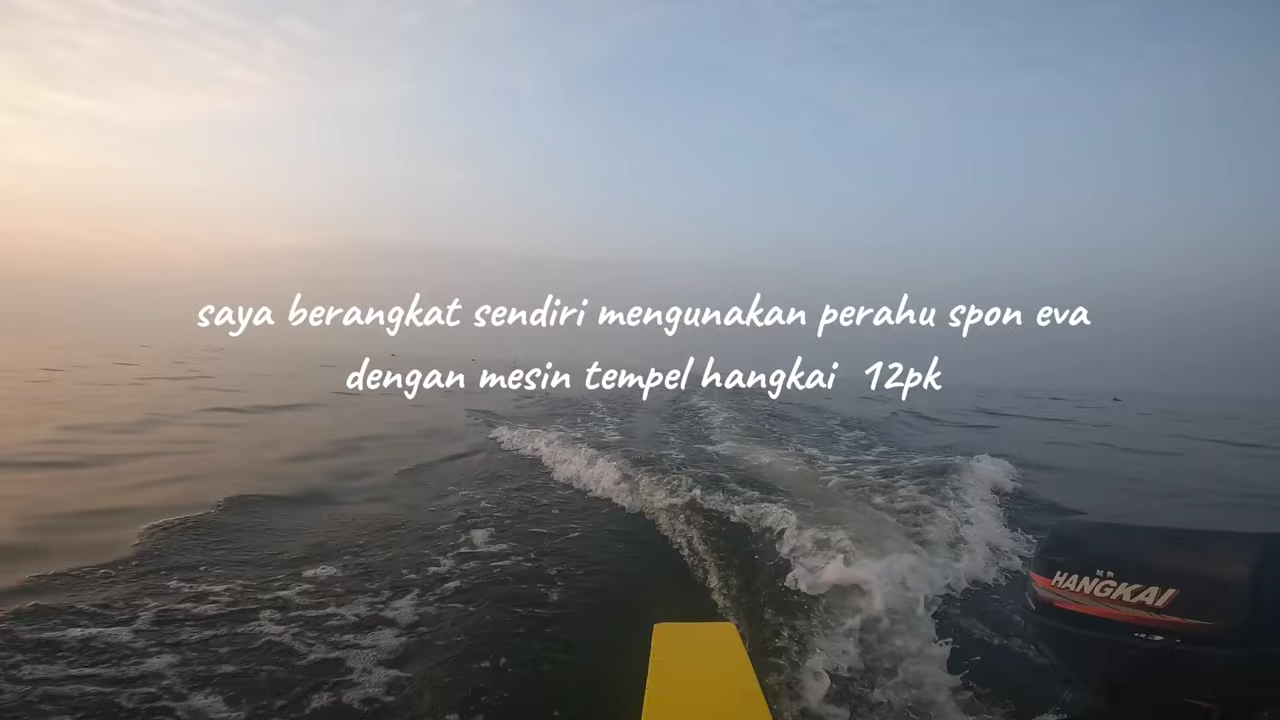 saya berangkat sendiri mengunakan perahu spon eva
dengan mesin tempel hangkai 12pk
HANGKAI